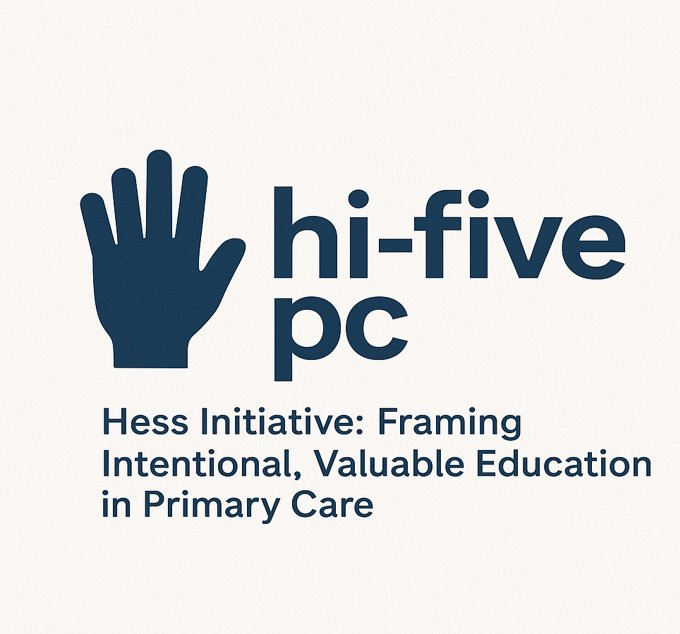 hi-five
pc
Hess Initiative: Framing
Intentional, Valuable Education
in Primary Care